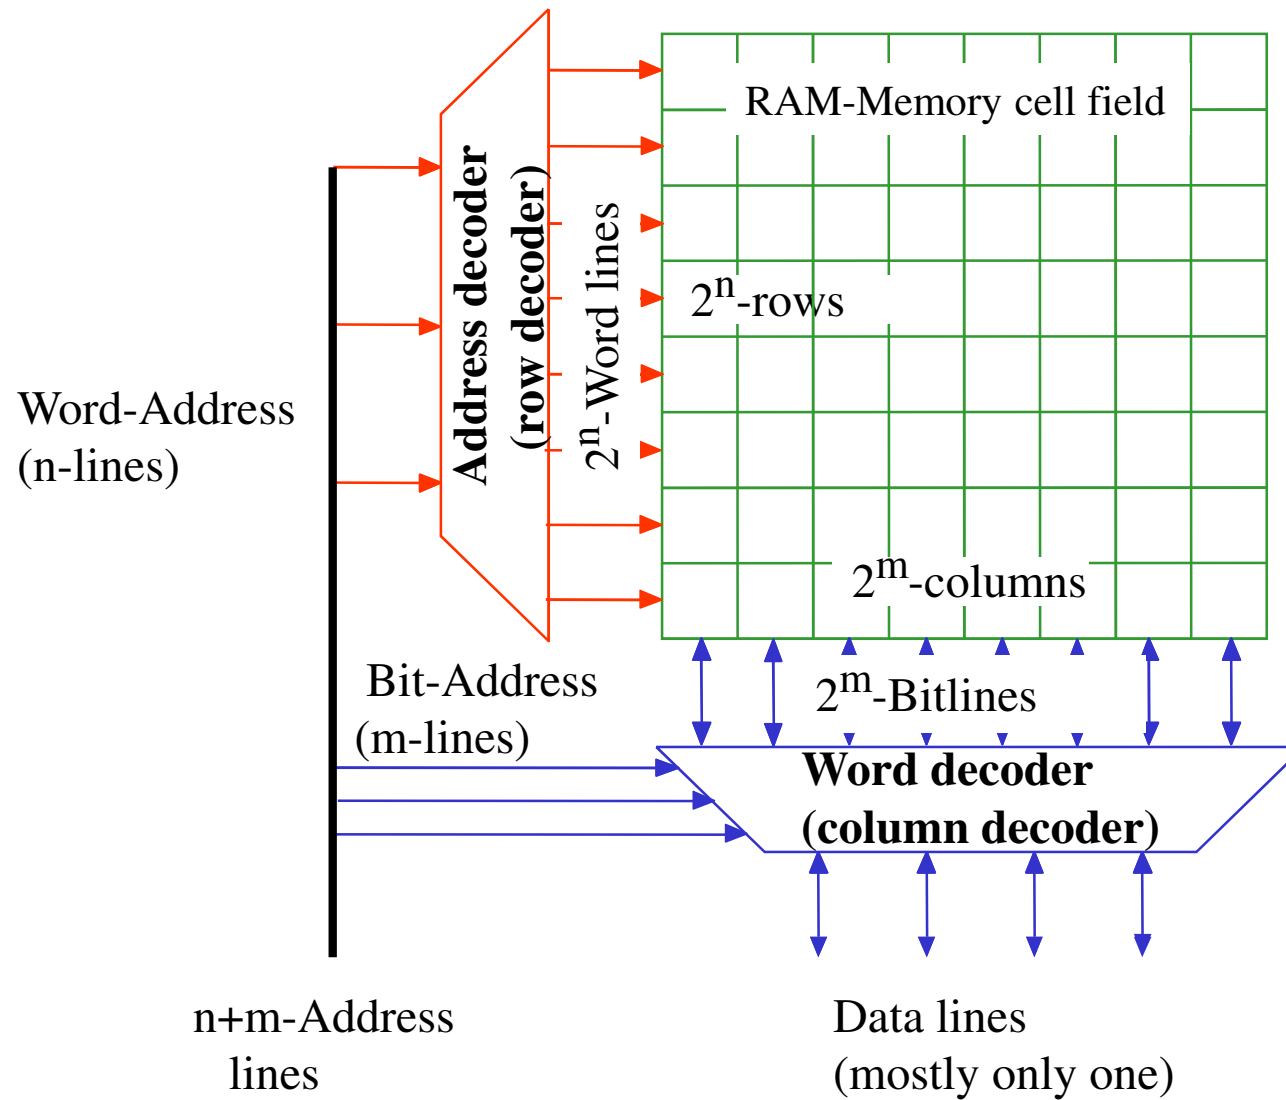 RAM-Memory cell field
Address decoder
(row decoder)
2ⁿ-Word lines
2ⁿ-rows
Word-Address
(n-lines)
2ᵐ-columns
Bit-Address
(m-lines)
2ᵐ-Bitlines
Word decoder
(column decoder)
n+m-Address
lines
Data lines
(mostly only one)